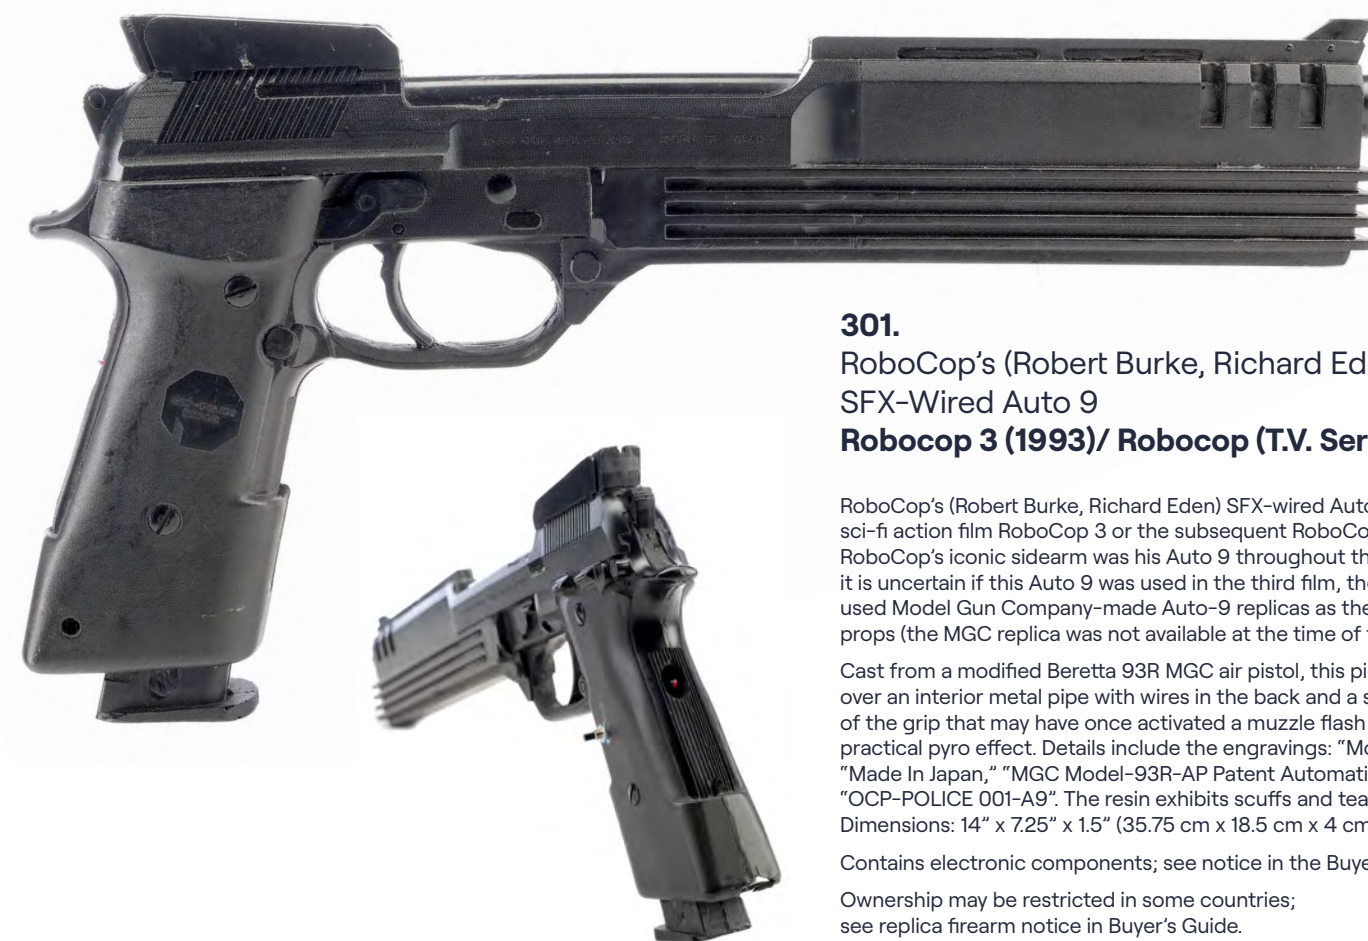 301.
RoboCop’s (Robert Burke, Richard Ed
SFX-Wired Auto 9
Robocop 3 (1993)/ Robocop (T.V. Ser
RoboCop’s (Robert Burke, Richard Eden) SFX-wired Auto
sci-fi action film RoboCop 3 or the subsequent RoboCo
RoboCop’s iconic sidearm was his Auto 9 throughout th
it is uncertain if this Auto 9 was used in the third film, the
used Model Gun Company-made Auto-9 replicas as the
props (the MGC replica was not available at the time of
Cast from a modified Beretta 93R MGC air pistol, this pi
over an interior metal pipe with wires in the back and a s
of the grip that may have once activated a muzzle flash
practical pyro effect. Details include the engravings: “Mo
“Made In Japan,” “MGC Model-93R-AP Patent Automati
“OCP-POLICE 001-A9”. The resin exhibits scuffs and tea
Dimensions: 14” x 7.25” x 1.5” (35.75 cm x 18.5 cm x 4 cm
Contains electronic components; see notice in the Buye
Ownership may be restricted in some countries;
see replica firearm notice in Buyer’s Guide.